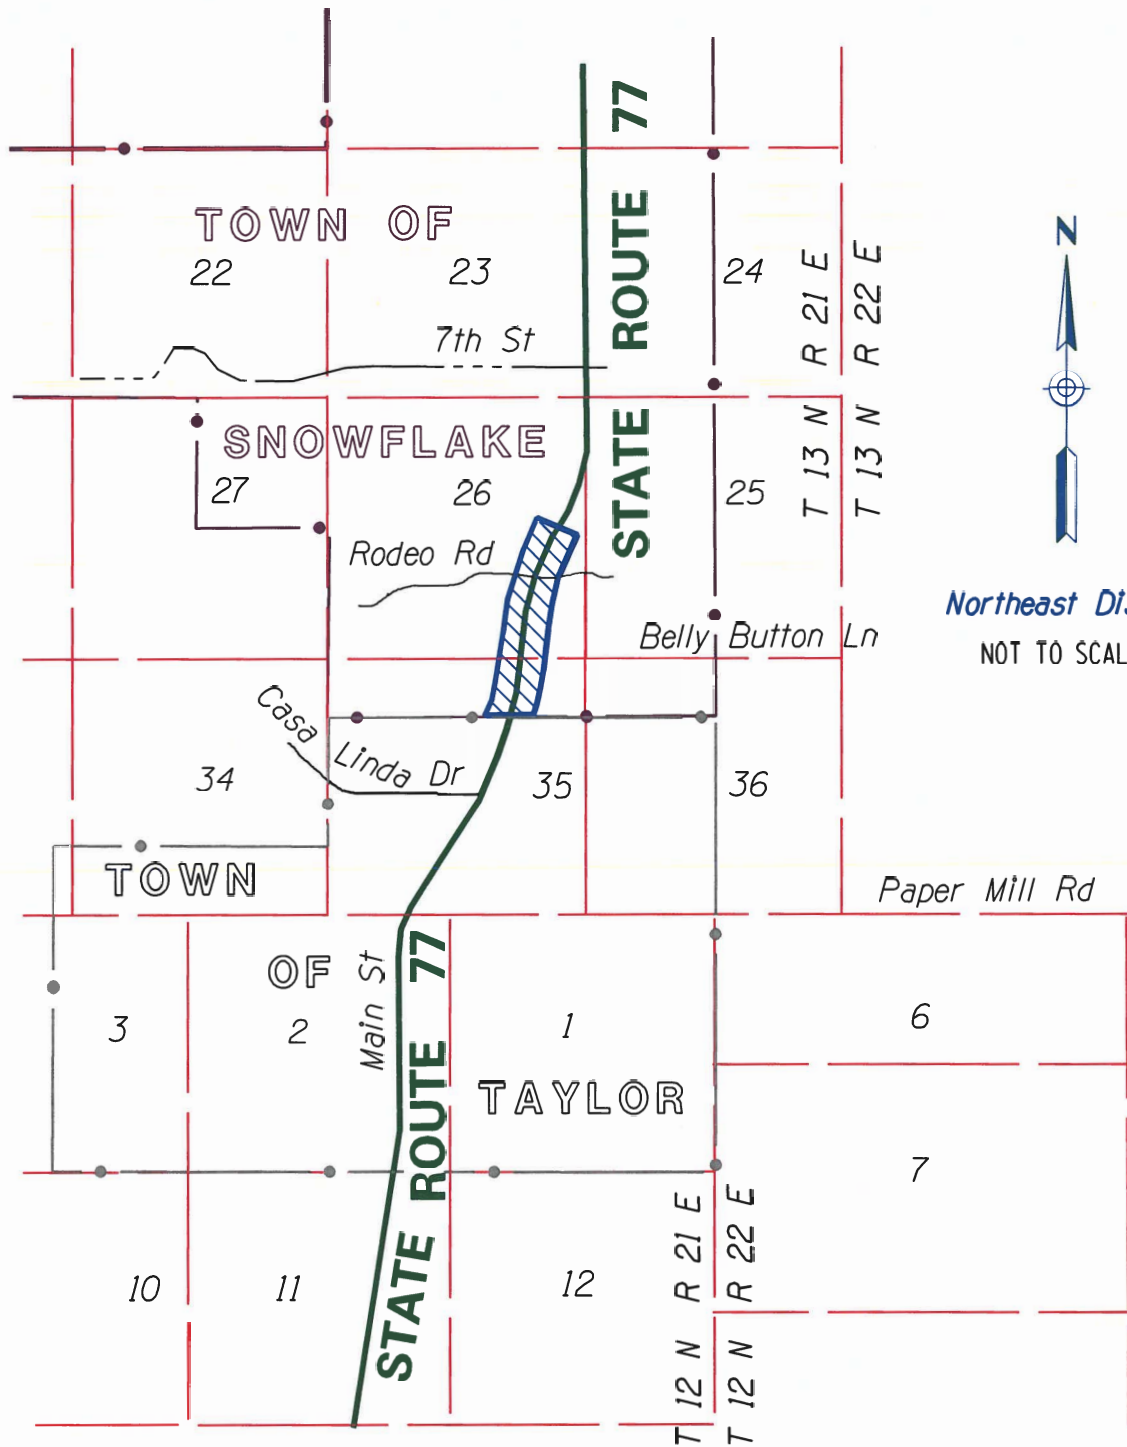 STATE ROUTE 77
TOWN OF
22
23
24
T 13 N R 21 E
T 13 N R 22 E
N
7th St
SNOWFLAKE
27
26
25
STATE ROUTE 77
Rodeo Rd
Northeast Dis
NOT TO SCAL
Belly Button Ln
Casa Linda Dr
34
35
36
TOWN
Paper Mill Rd
OF
Main St
3
2
1
6
TAYLOR
7
10
11
12
T 12 N R 21 E
T 12 N R 22 E